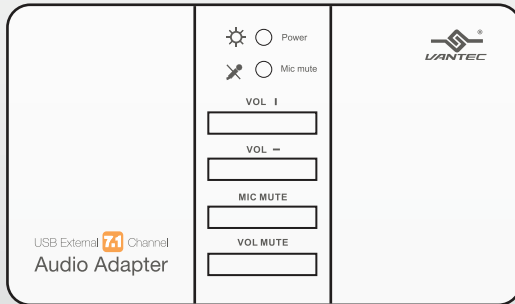 Power
Mic mute
VANTEC
VOL I
VOL –
MIC MUTE
VOL MUTE
USB External 7.1 Channel
Audio Adapter